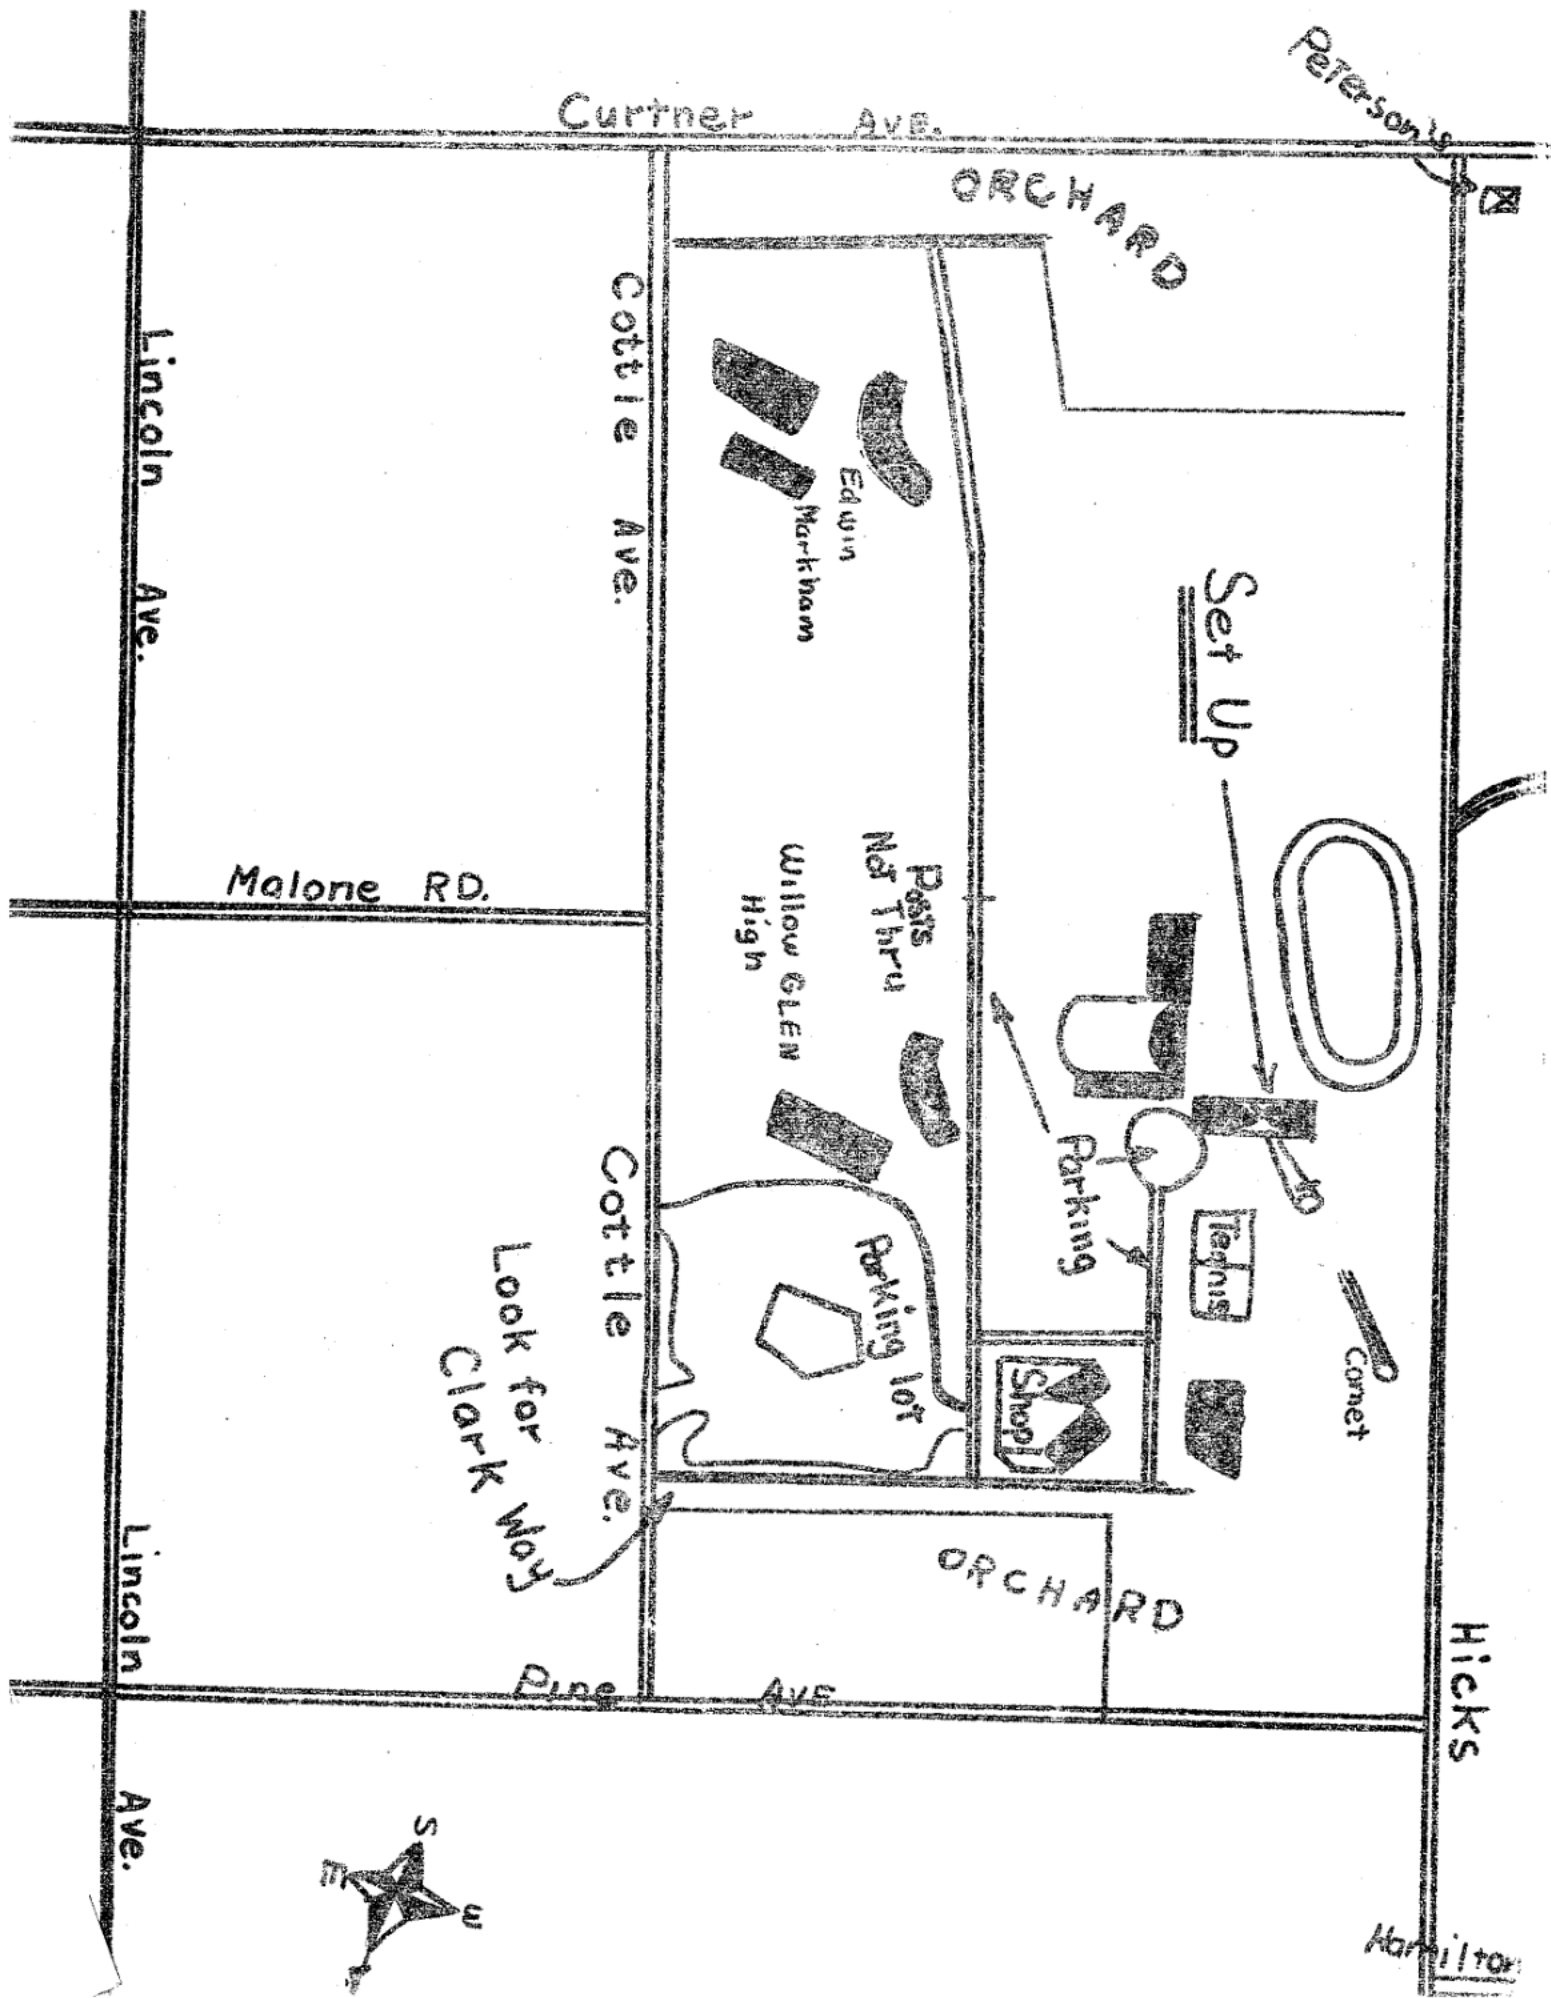 Peterson's
Curtner AVE.
ORCHARD
Cottle Ave.
Lincoln Ave.
Edwin
Markham
Set Up
Malone RD.
Posts
Not Thru
Willow GLEN
High
Parking
Tennis
Comet
Parking lot
Shop
Cottle Ave.
Look for
Clark Way
ORCHARD
Lincoln Ave.
Pine AVE
Hicks
S
E
Hamilton